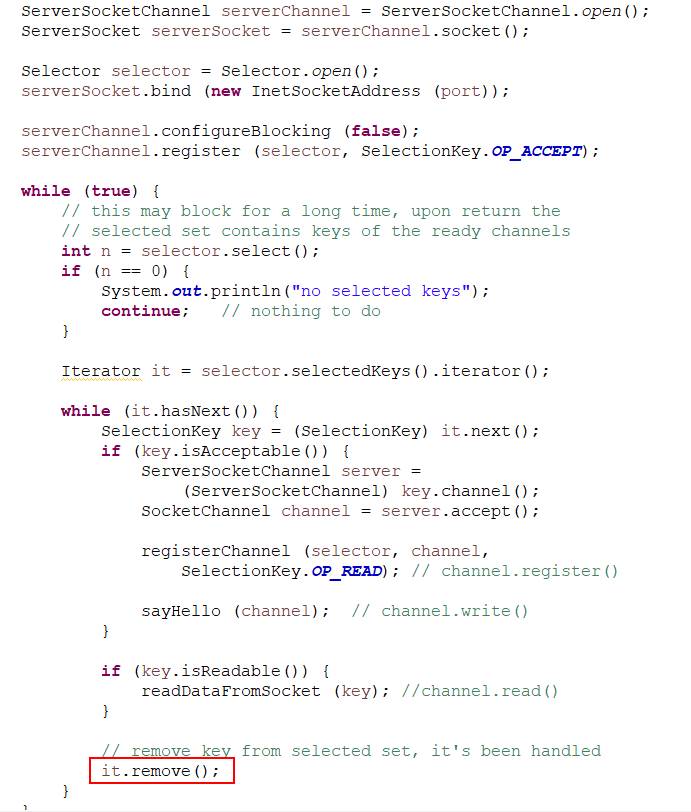 ServerSocketChannel serverChannel = ServerSocketChannel.open();
ServerSocket serverSocket = serverChannel.socket();
Selector selector = Selector.open();
serverSocket.bind (new InetSocketAddress (port));
serverChannel.configureBlocking (false);
serverChannel.register (selector, SelectionKey.OP_ACCEPT);
while (true) {
// this may block for a long time, upon return the
// selected set contains keys of the ready channels
int n = selector.select();
if (n == 0) {
System.out.println("no selected keys");
continue;   // nothing to do
}
Iterator it = selector.selectedKeys().iterator();
while (it.hasNext()) {
SelectionKey key = (SelectionKey) it.next();
if (key.isAcceptable()) {
ServerSocketChannel server =
(ServerSocketChannel) key.channel();
SocketChannel channel = server.accept();
registerChannel (selector, channel,
SelectionKey.OP_READ); // channel.register()
sayHello (channel);  // channel.write()
}
if (key.isReadable()) {
readDataFromSocket (key); //channel.read()
}
// remove key from selected set, it's been handled
it.remove();
}